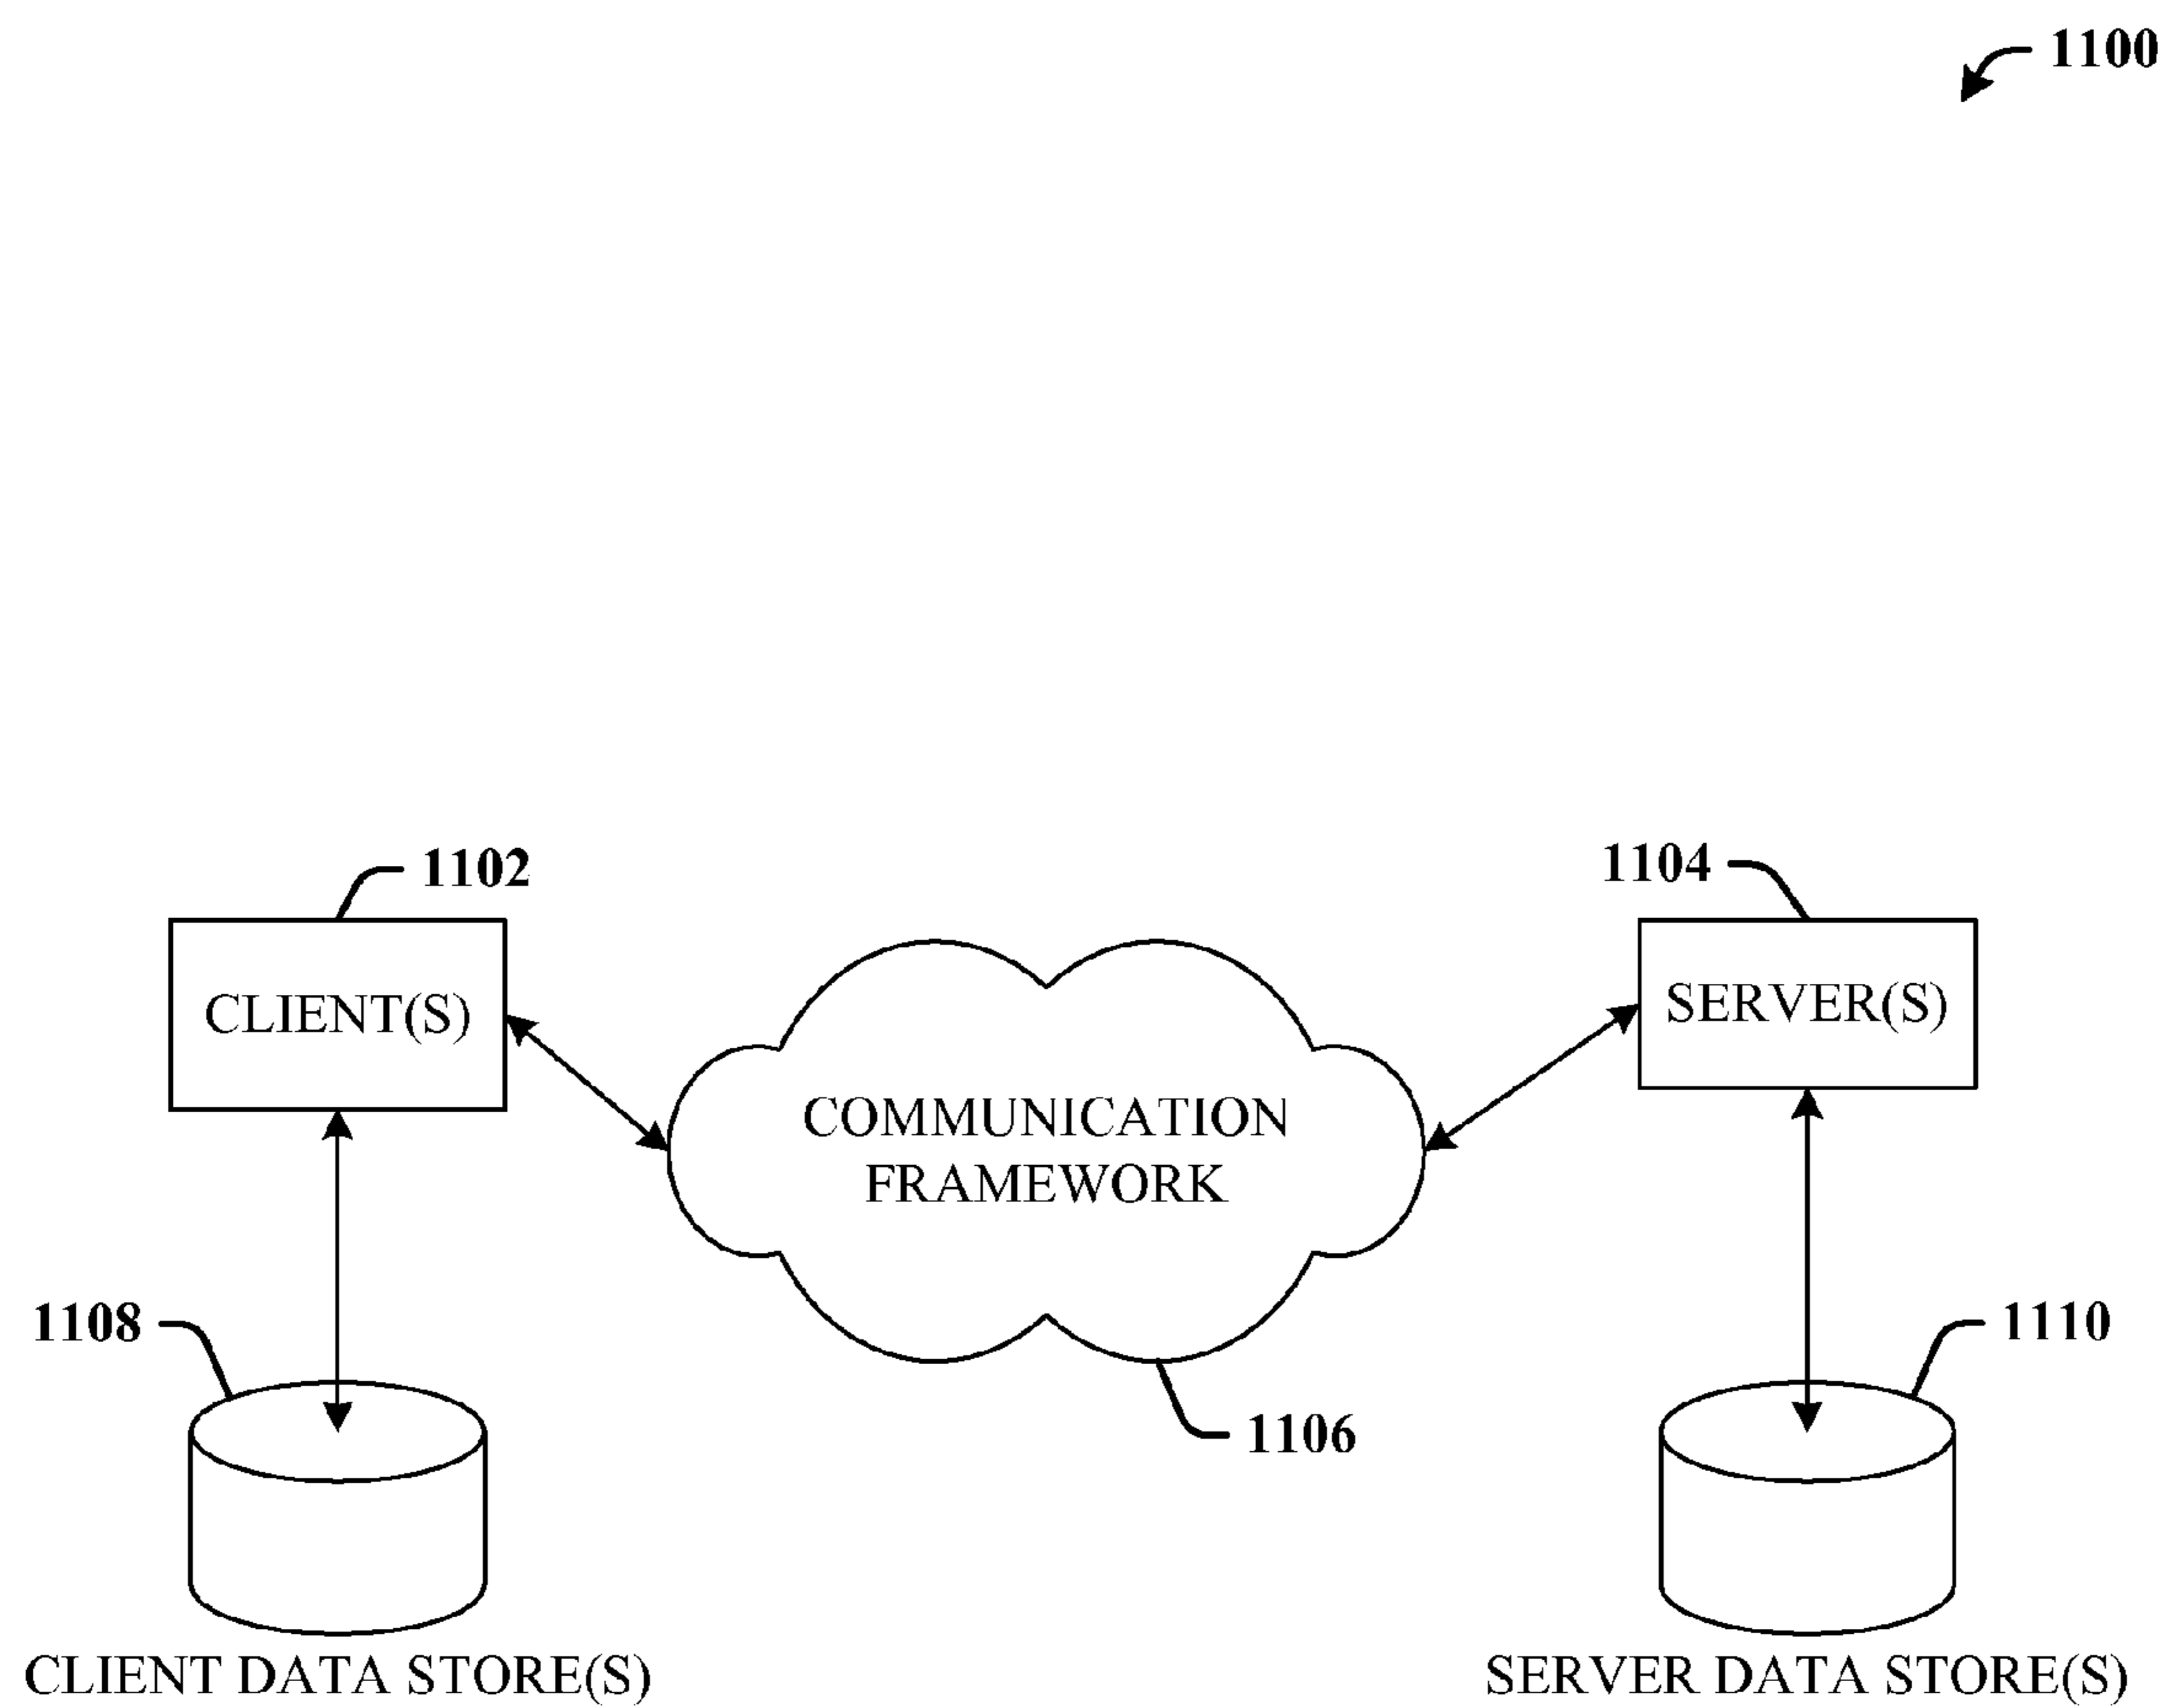 1100
1102
1104
CLIENT(S)
SERVER(S)
COMMUNICATION
FRAMEWORK
1108
1110
1106
CLIENT DATA STORE(S)
SERVER DATA STORE(S)